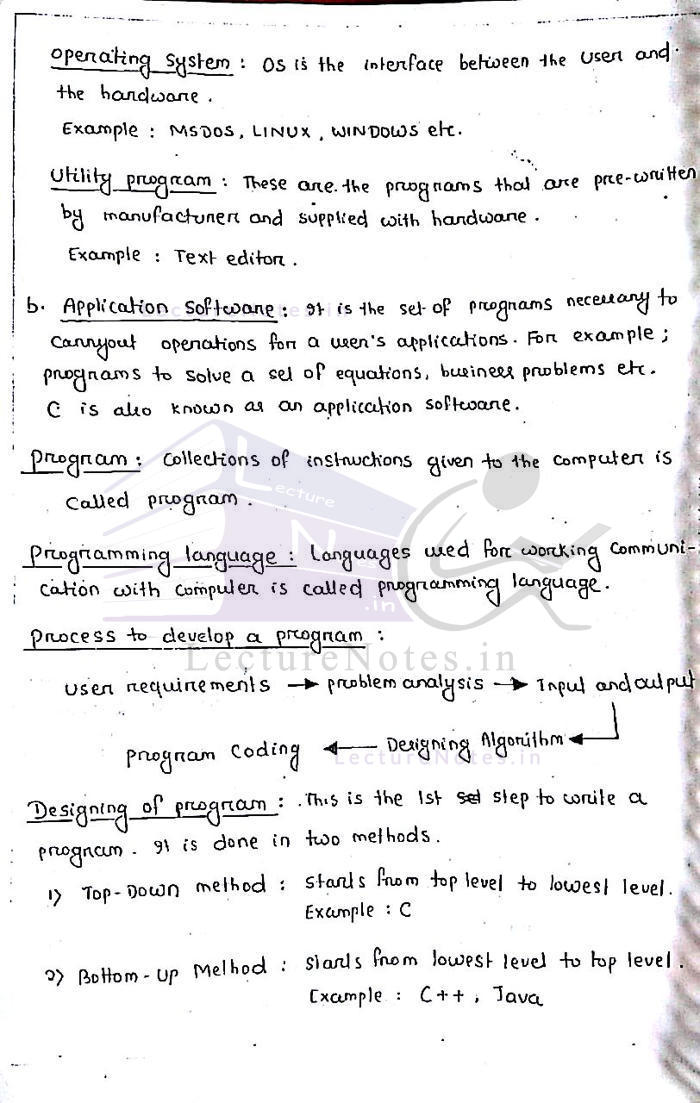 Operating System : OS is the interface between the user and
the hardware .
Example : MSDOS , LINUX , WINDOWS etc.
Utility program : These are the programs that are pre-written
by manufacturer and supplied with hardware .
Example : Text editor .
b. Application Software : It is the set of programs necessary to
carryout operations for a user's applications. For example ;
programs to solve a set of equations, business problems etc.
C is also known as an application software .
Program : Collections of instructions given to the computer is
called program .
Programming language : Languages used for working communi-
cation with computer is called programming language .
Process to develop a program :
User requirements → problem analysis → Input and output
Program Coding ← Designing Algorithm ←
Designing of program : This is the 1st step to write a
program . It is done in two methods .
1) Top-Down method : Starts from top level to lowest level .
Example : C
2) Bottom-Up Method : Starts from lowest level to top level .
Example : C++ , Java
Lecture
Notes
.in
LectureNotes.in
LectureNotes.in